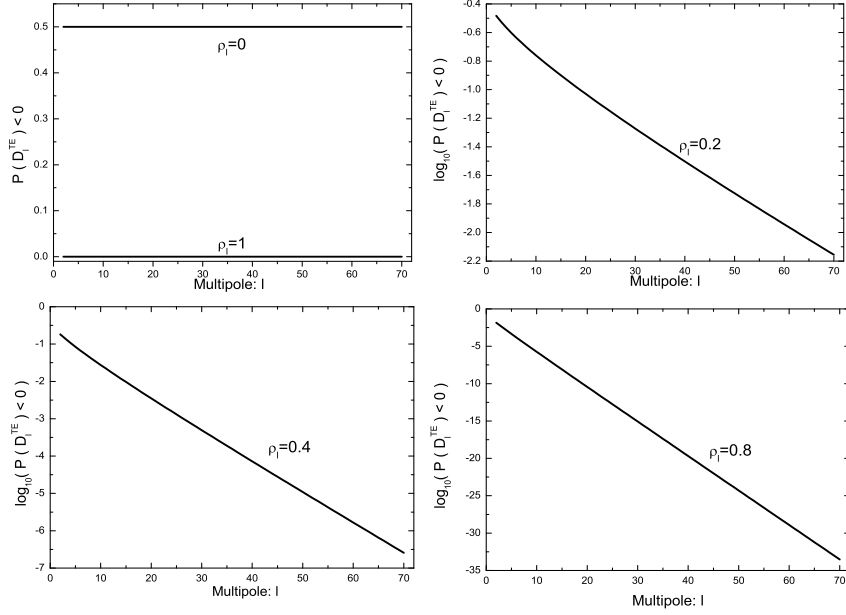 0.5
0.4
0.3
0.2
0.1
0.0
0 10 20 30 40 50 60 70
P ( D_l^TE ) < 0
Multipole: l
ρ_l=0
ρ_l=1
-0.4
-0.6
-0.8
-1.0
-1.2
-1.4
-1.6
-1.8
-2.0
-2.2
0 10 20 30 40 50 60 70
log_10( P ( D_l^TE ) < 0 )
Multipole: l
ρ_l=0.2
0
-1
-2
-3
-4
-5
-6
-7
0 10 20 30 40 50 60 70
log_10( P ( D_l^TE ) < 0 )
Multipole: l
ρ_l=0.4
0
-5
-10
-15
-20
-25
-30
-35
0 10 20 30 40 50 60 70
log_10( P ( D_l^TE ) < 0 )
Multipole: l
ρ_l=0.8